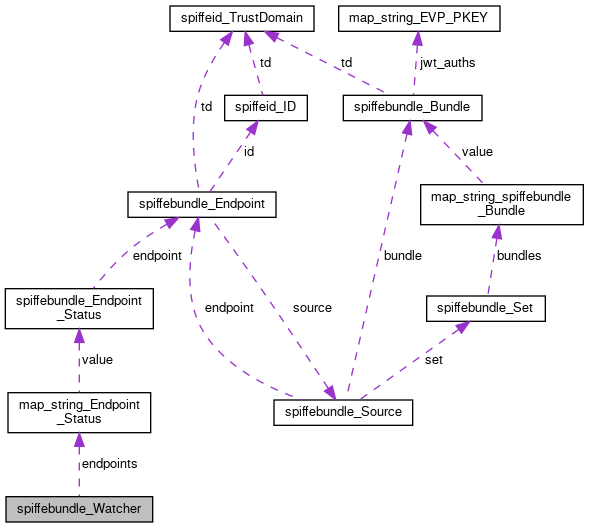 spiffeid_TrustDomain
map_string_EVP_PKEY
td
td
jwt_auths
td
spiffeid_ID
spiffebundle_Bundle
id
value
spiffebundle_Endpoint
map_string_spiffebundle
_Bundle
endpoint
bundle
bundles
spiffebundle_Endpoint
_Status
endpoint
source
spiffebundle_Set
value
set
map_string_Endpoint
_Status
spiffebundle_Source
endpoints
spiffebundle_Watcher